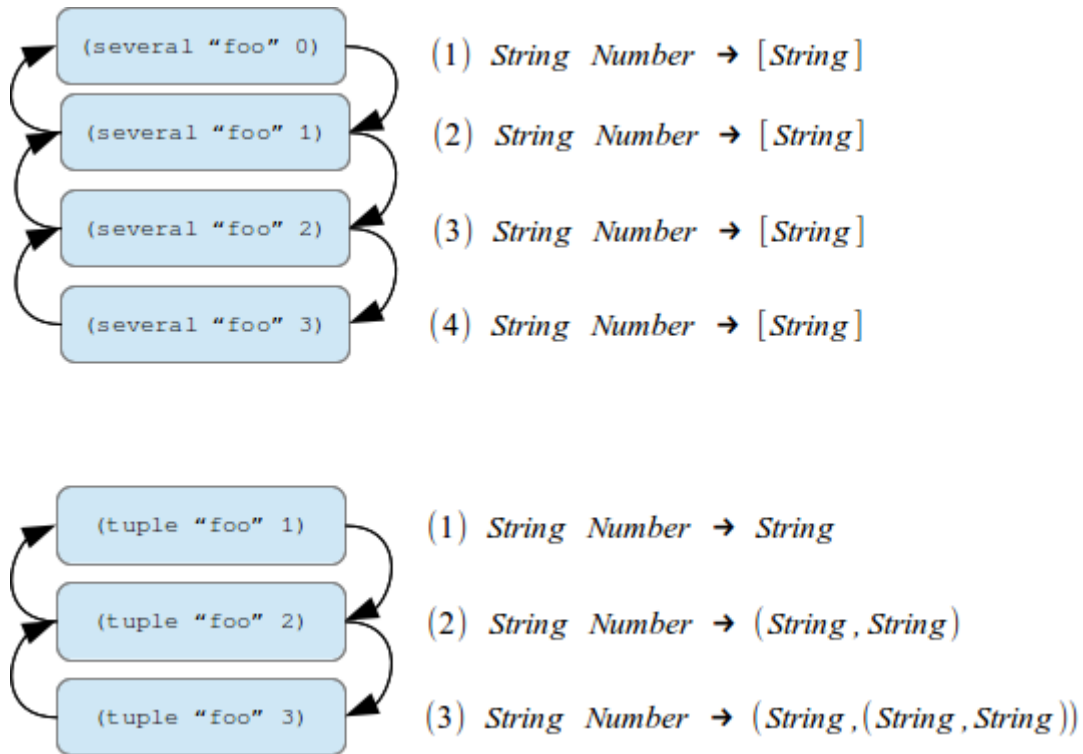 (several “foo” 0) (1) String Number → [String]
(several “foo” 1) (2) String Number → [String]
(several “foo” 2) (3) String Number → [String]
(several “foo” 3) (4) String Number → [String]
(tuple “foo” 1) (1) String Number → String
(tuple “foo” 2) (2) String Number → (String, String)
(tuple “foo” 3) (3) String Number → (String,(String, String))